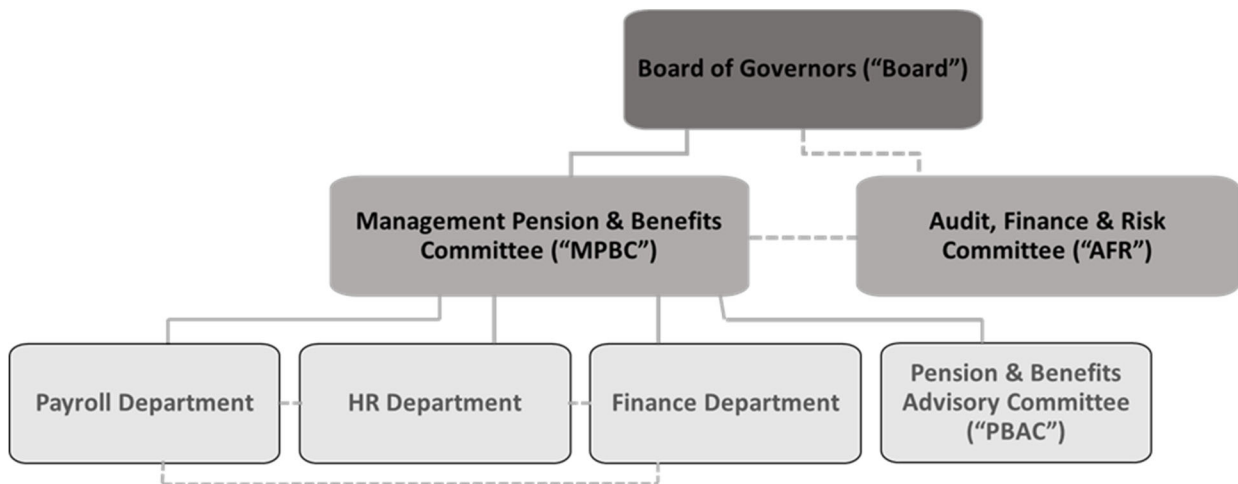 Board of Governors (“Board”)
Management Pension & Benefits
Committee (“MPBC”)
Audit, Finance & Risk
Committee (“AFR”)
Payroll Department
HR Department
Finance Department
Pension & Benefits
Advisory Committee
(“PBAC”)